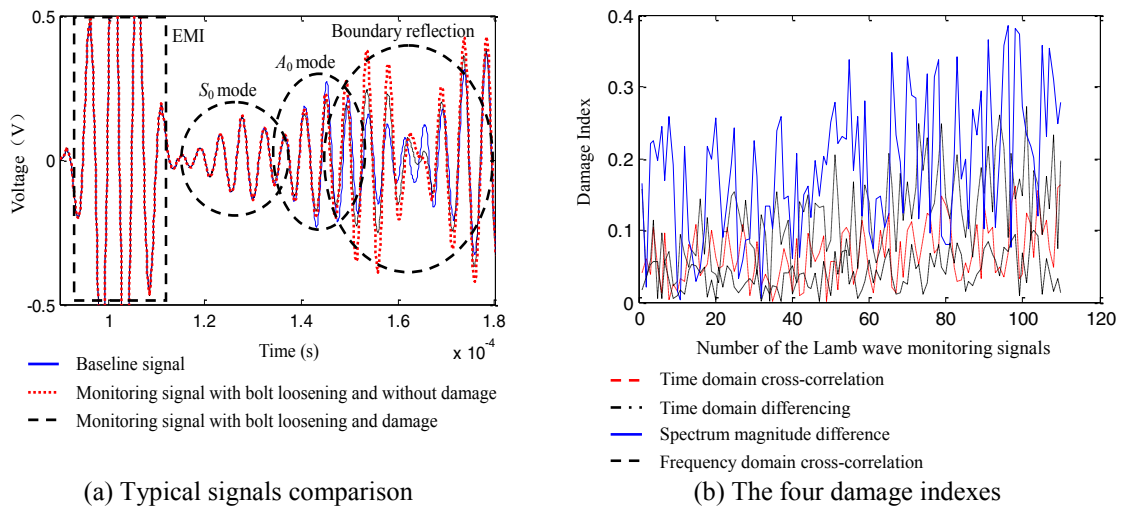 0.5
0
-0.5
Voltage（V）
EMI
S0 mode
A0 mode
Boundary reflection
1 1.2 1.4 1.6 1.8
Time (s)
x 10-4
Baseline signal
Monitoring signal with bolt loosening and without damage
Monitoring signal with bolt loosening and damage
(a) Typical signals comparison
0.4
0.3
0.2
0.1
0
Damage Index
0 20 40 60 80 100 120
Number of the Lamb wave monitoring signals
Time domain cross-correlation
Time domain differencing
Spectrum magnitude difference
Frequency domain cross-correlation
(b) The four damage indexes